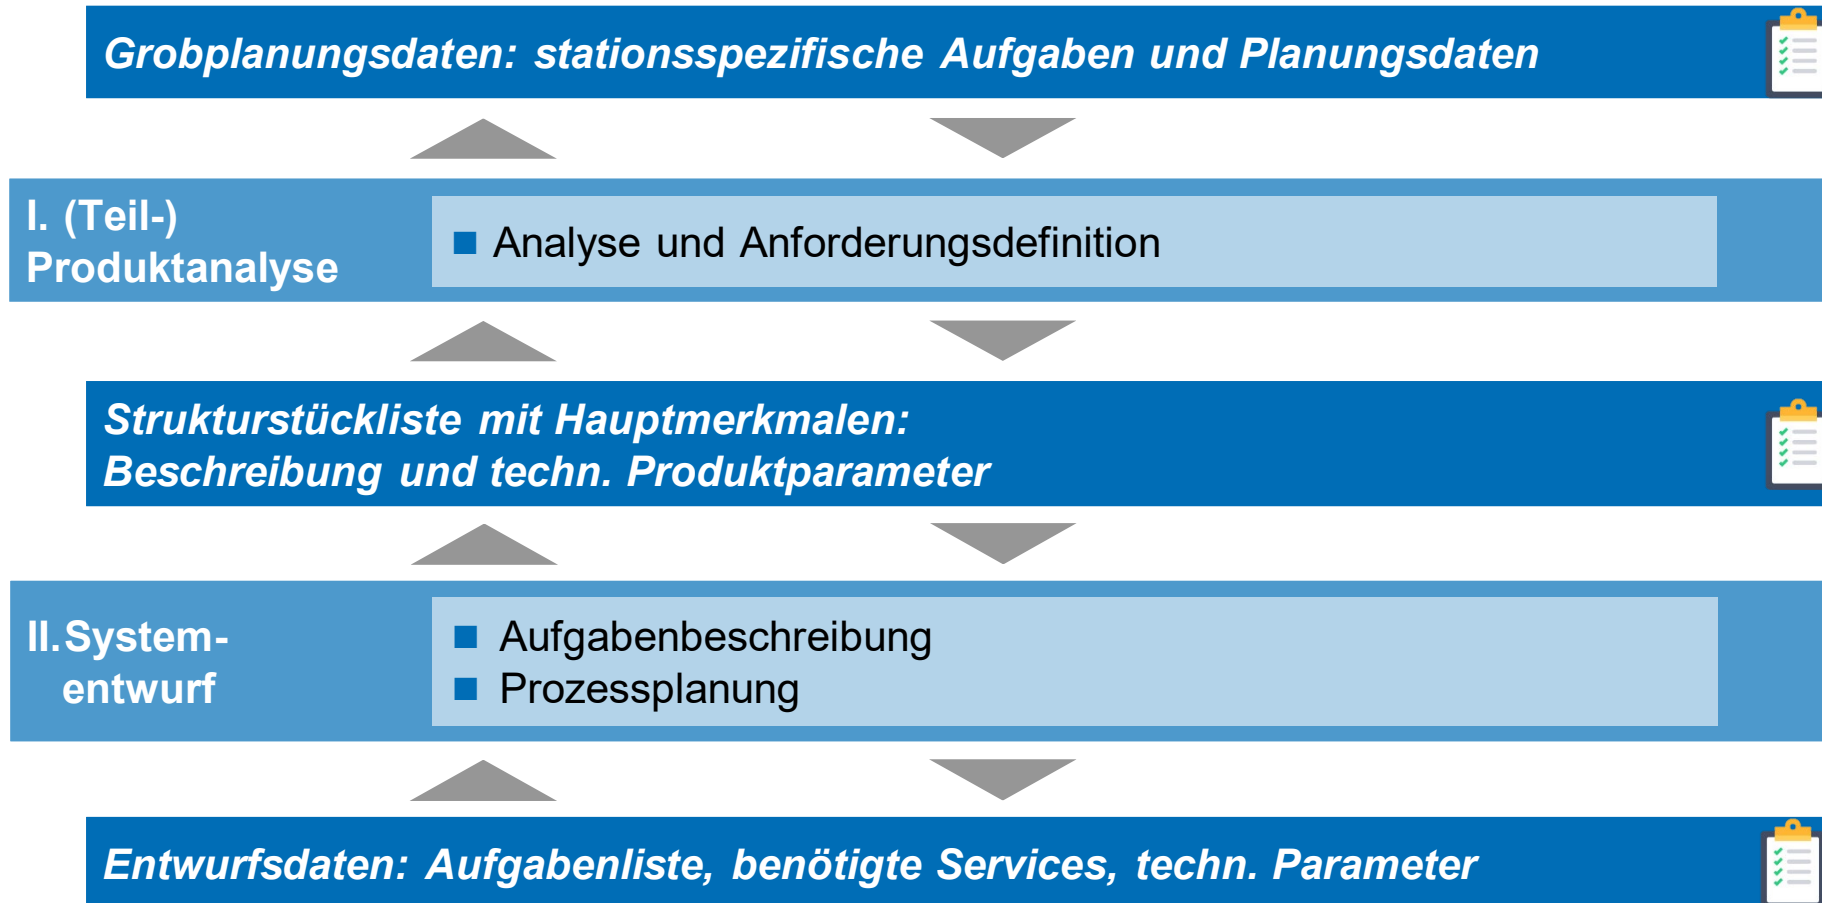 Grobplanungsdaten: stationsspezifische Aufgaben und Planungsdaten
I. (Teil-)
Produktanalyse
■ Analyse und Anforderungsdefinition
Strukturstückliste mit Hauptmerkmalen:
Beschreibung und techn. Produktparameter
II. System-
entwurf
■ Aufgabenbeschreibung
■ Prozessplanung
Entwurfsdaten: Aufgabenliste, benötigte Services, techn. Parameter